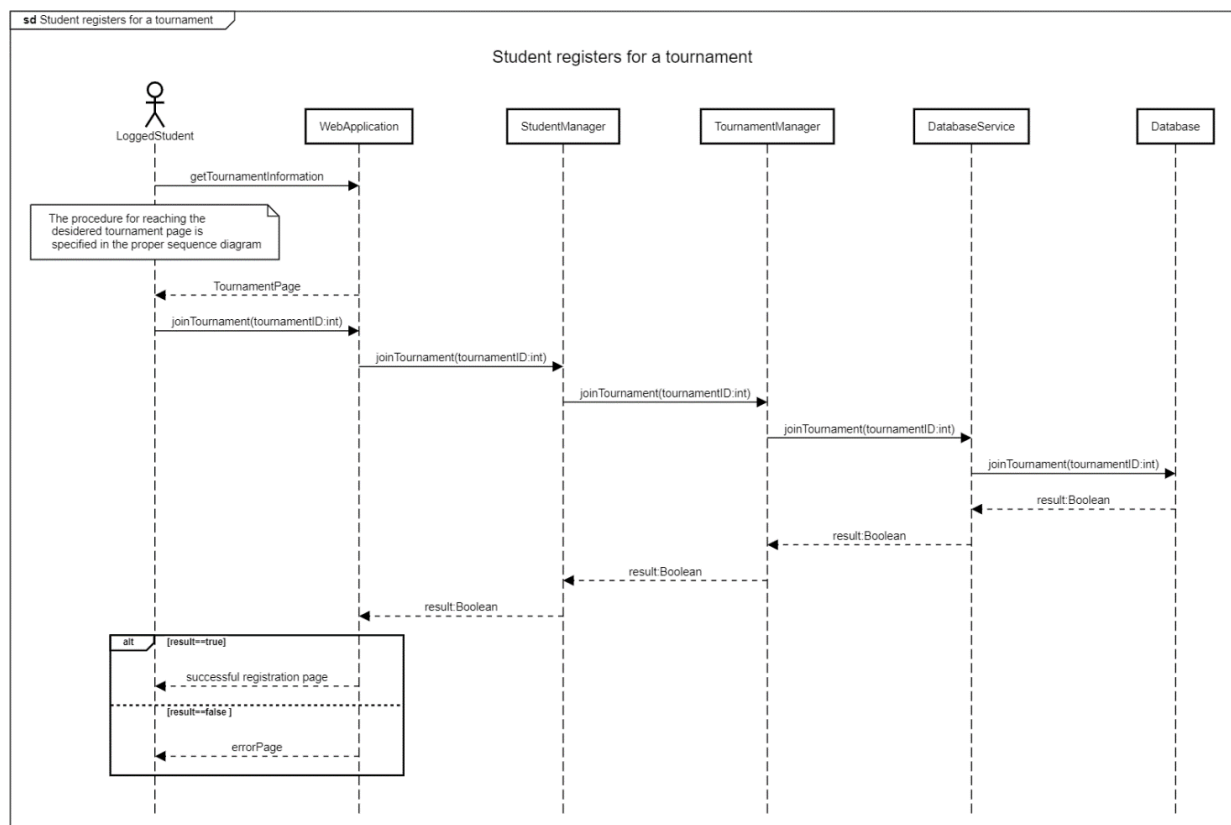 sd Student registers for a tournament
Student registers for a tournament
LoggedStudent
WebApplication
StudentManager
TournamentManager
DatabaseService
Database
getTournamentInformation
The procedure for reaching the
desidered tournament page is
specified in the proper sequence diagram
TournamentPage
joinTournament(tournamentID:int)
joinTournament(tournamentID:int)
joinTournament(tournamentID:int)
joinTournament(tournamentID:int)
joinTournament(tournamentID:int)
result:Boolean
result:Boolean
result:Boolean
result:Boolean
alt [result==true]
successful registration page
[result==false ]
errorPage